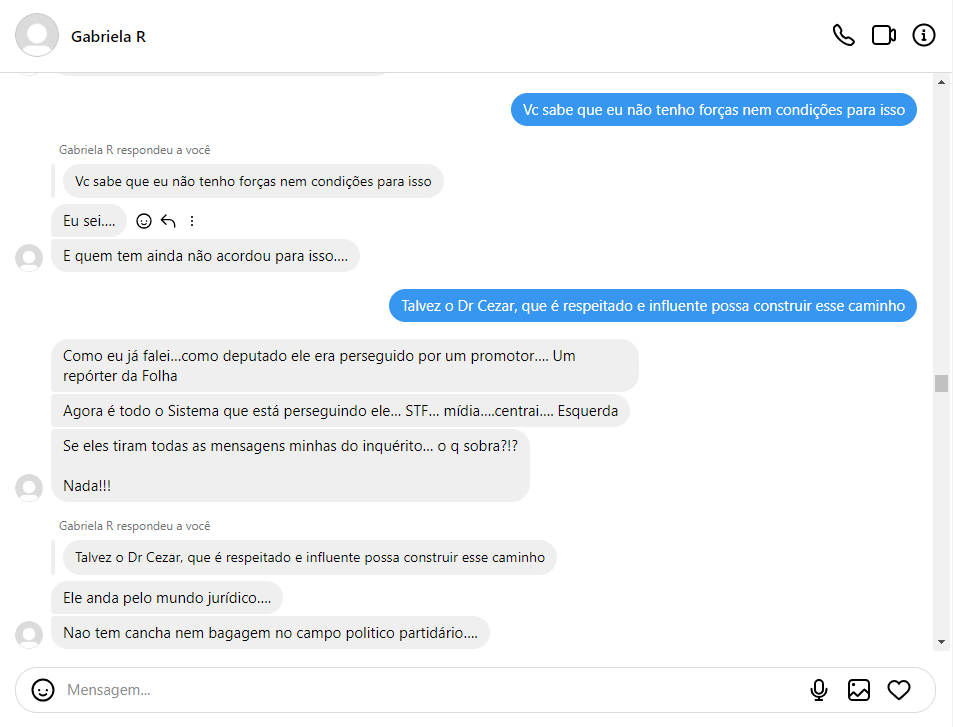 Gabriela R
Vc sabe que eu não tenho forças nem condições para isso
Gabriela R respondeu a você
Vc sabe que eu não tenho forças nem condições para isso
Eu sei....
E quem tem ainda não acordou para isso....
Talvez o Dr Cezar, que é respeitado e influente possa construir esse caminho
Como eu já falei...como deputado ele era perseguido por um promotor.... Um
repórter da Folha
Agora é todo o Sistema que está perseguindo ele... STF... mídia....centrai.... Esquerda
Se eles tiram todas as mensagens minhas do inquérito... o q sobra?!?
Nada!!!
Gabriela R respondeu a você
Talvez o Dr Cezar, que é respeitado e influente possa construir esse caminho
Ele anda pelo mundo jurídico....
Nao tem cancha nem bagagem no campo politico partidário....
Mensagem...